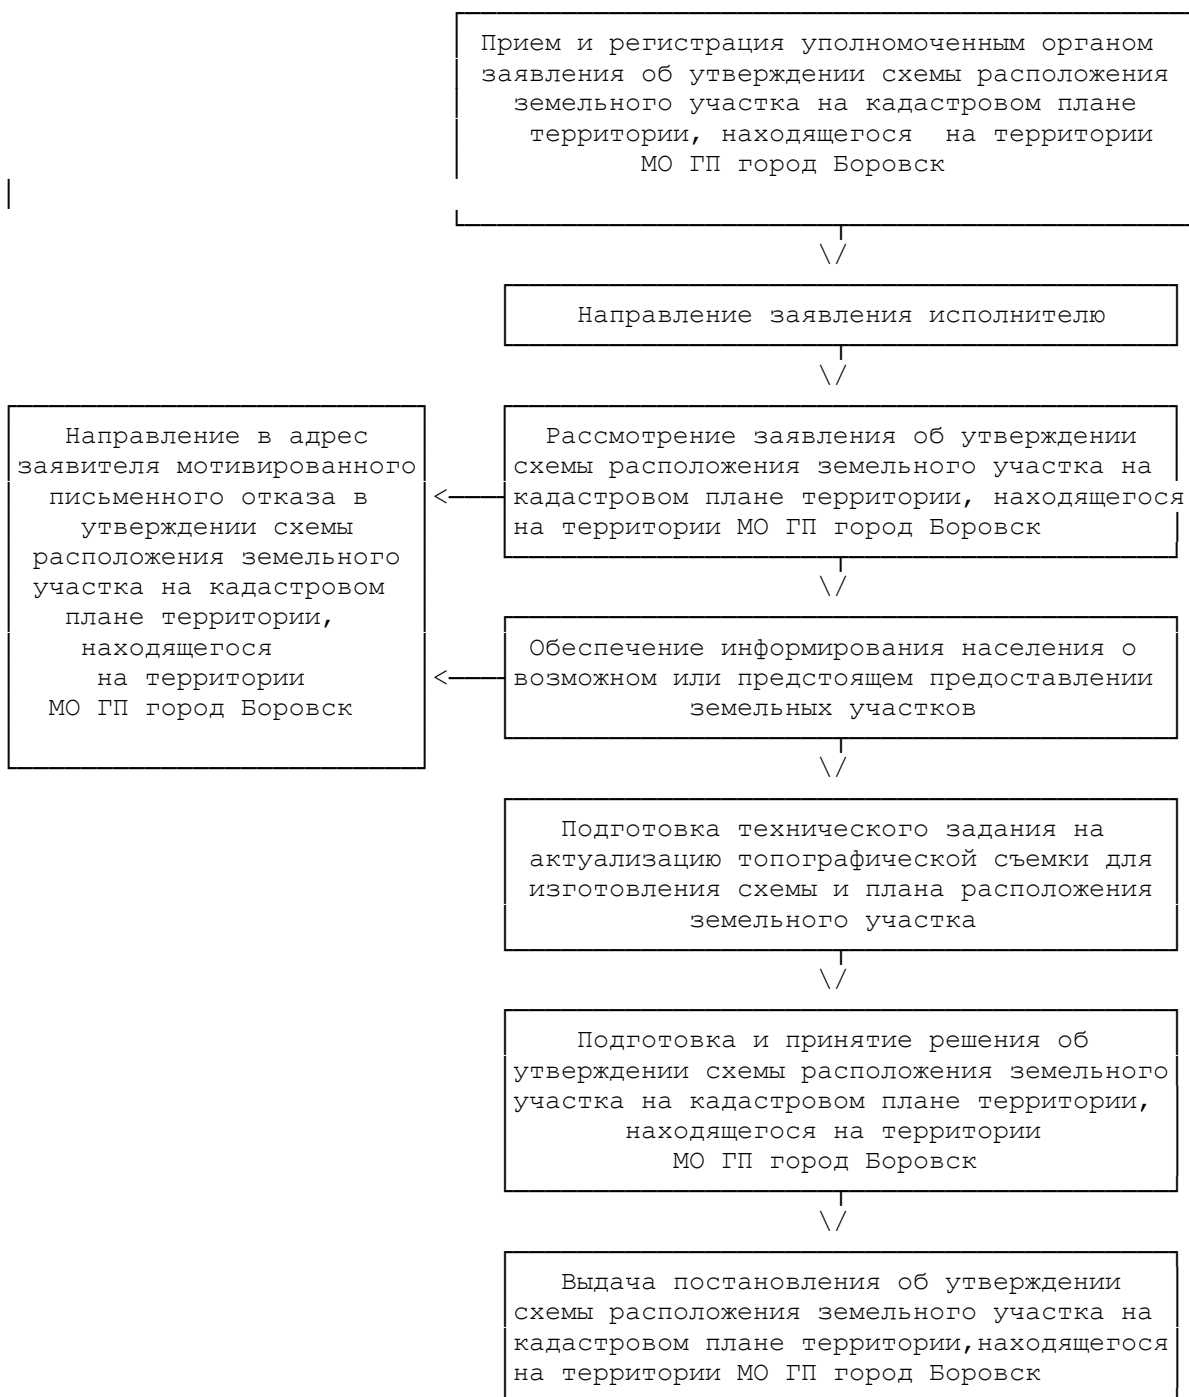 Прием и регистрация уполномоченным органом
заявления об утверждении схемы расположения
земельного участка на кадастровом плане
территории, находящегося на территории
МО ГП город Боровск
Направление заявления исполнителю
Рассмотрение заявления об утверждении
схемы расположения земельного участка на
кадастровом плане территории, находящегося
на территории МО ГП город Боровск
Направление в адрес
заявителя мотивированного
письменного отказа в
утверждении схемы
расположения земельного
участка на кадастровом
плане территории,
находящегося
на территории
МО ГП город Боровск
Обеспечение информирования населения о
возможном или предстоящем предоставлении
земельных участков
Подготовка технического задания на
актуализацию топографической съемки для
изготовления схемы и плана расположения
земельного участка
Подготовка и принятие решения об
утверждении схемы расположения земельного
участка на кадастровом плане территории,
находящегося на территории
МО ГП город Боровск
Выдача постановления об утверждении
схемы расположения земельного участка на
кадастровом плане территории,находящегося
на территории МО ГП город Боровск